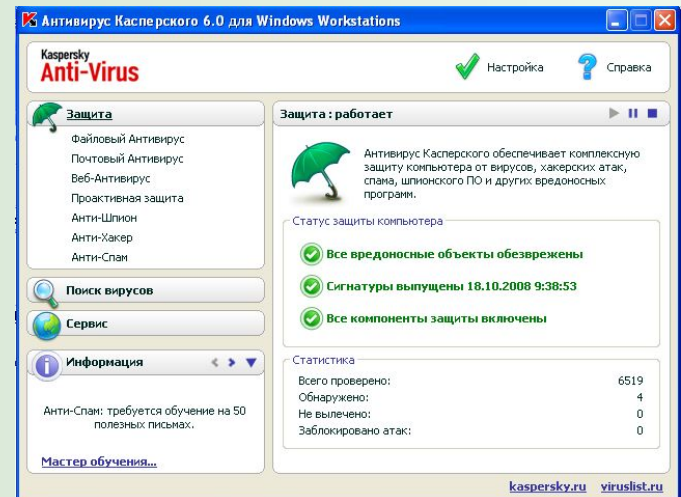 Антивирус Касперского 6.0 для Windows Workstations
Kaspersky
Anti-Virus
Настройка
Справка
Защита
Файловый Антивирус
Почтовый Антивирус
Веб-Антивирус
Проактивная защита
Анти-Шпион
Анти-Хакер
Анти-Спам
Поиск вирусов
Сервис
Информация
Анти-Спам: требуется обучение на 50
полезных письмах.
Мастер обучения...
Защита : работает
Антивирус Касперского обеспечивает комплексную
защиту компьютера от вирусов, хакерских атак,
спама, шпионского ПО и других вредоносных
программ.
Статус защиты компьютера
Все вредоносные объекты обезврежены
Сигнатуры выпущены 18.10.2008 9:38:53
Все компоненты защиты включены
Статистика
Всего проверено: 6519
Обнаружено: 4
Не вылечено: 0
Заблокировано атак: 0
kaspersky.ru viruslist.ru